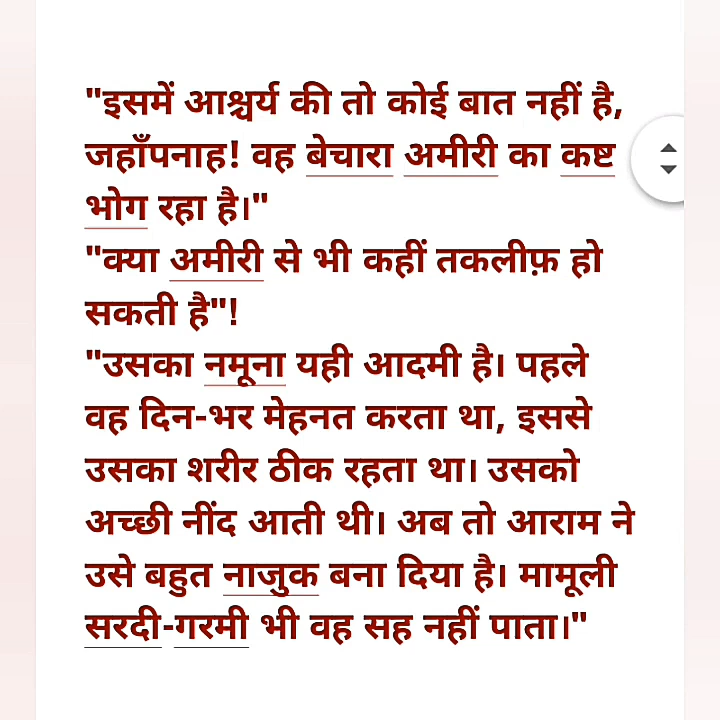 "इसमें आश्चर्य की तो कोई बात नहीं है,
जहाँपनाह! वह बेचारा अमीरी का कष्ट
भोग रहा है।"
"क्या अमीरी से भी कहीं तकलीफ़ हो
सकती है"!
"उसका नमूना यही आदमी है। पहले
वह दिन-भर मेहनत करता था, इससे
उसका शरीर ठीक रहता था। उसको
अच्छी नींद आती थी। अब तो आराम ने
उसे बहुत नाजुक बना दिया है। मामूली
सरदी-गरमी भी वह सह नहीं पाता।"